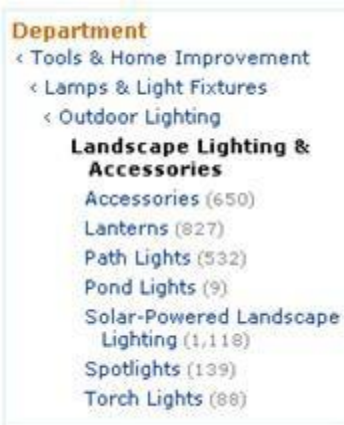 Department
‹ Tools & Home Improvement
‹ Lamps & Light Fixtures
‹ Outdoor Lighting
Landscape Lighting &
Accessories
Accessories (650)
Lanterns (827)
Path Lights (532)
Pond Lights (9)
Solar-Powered Landscape
Lighting (1,118)
Spotlights (139)
Torch Lights (88)